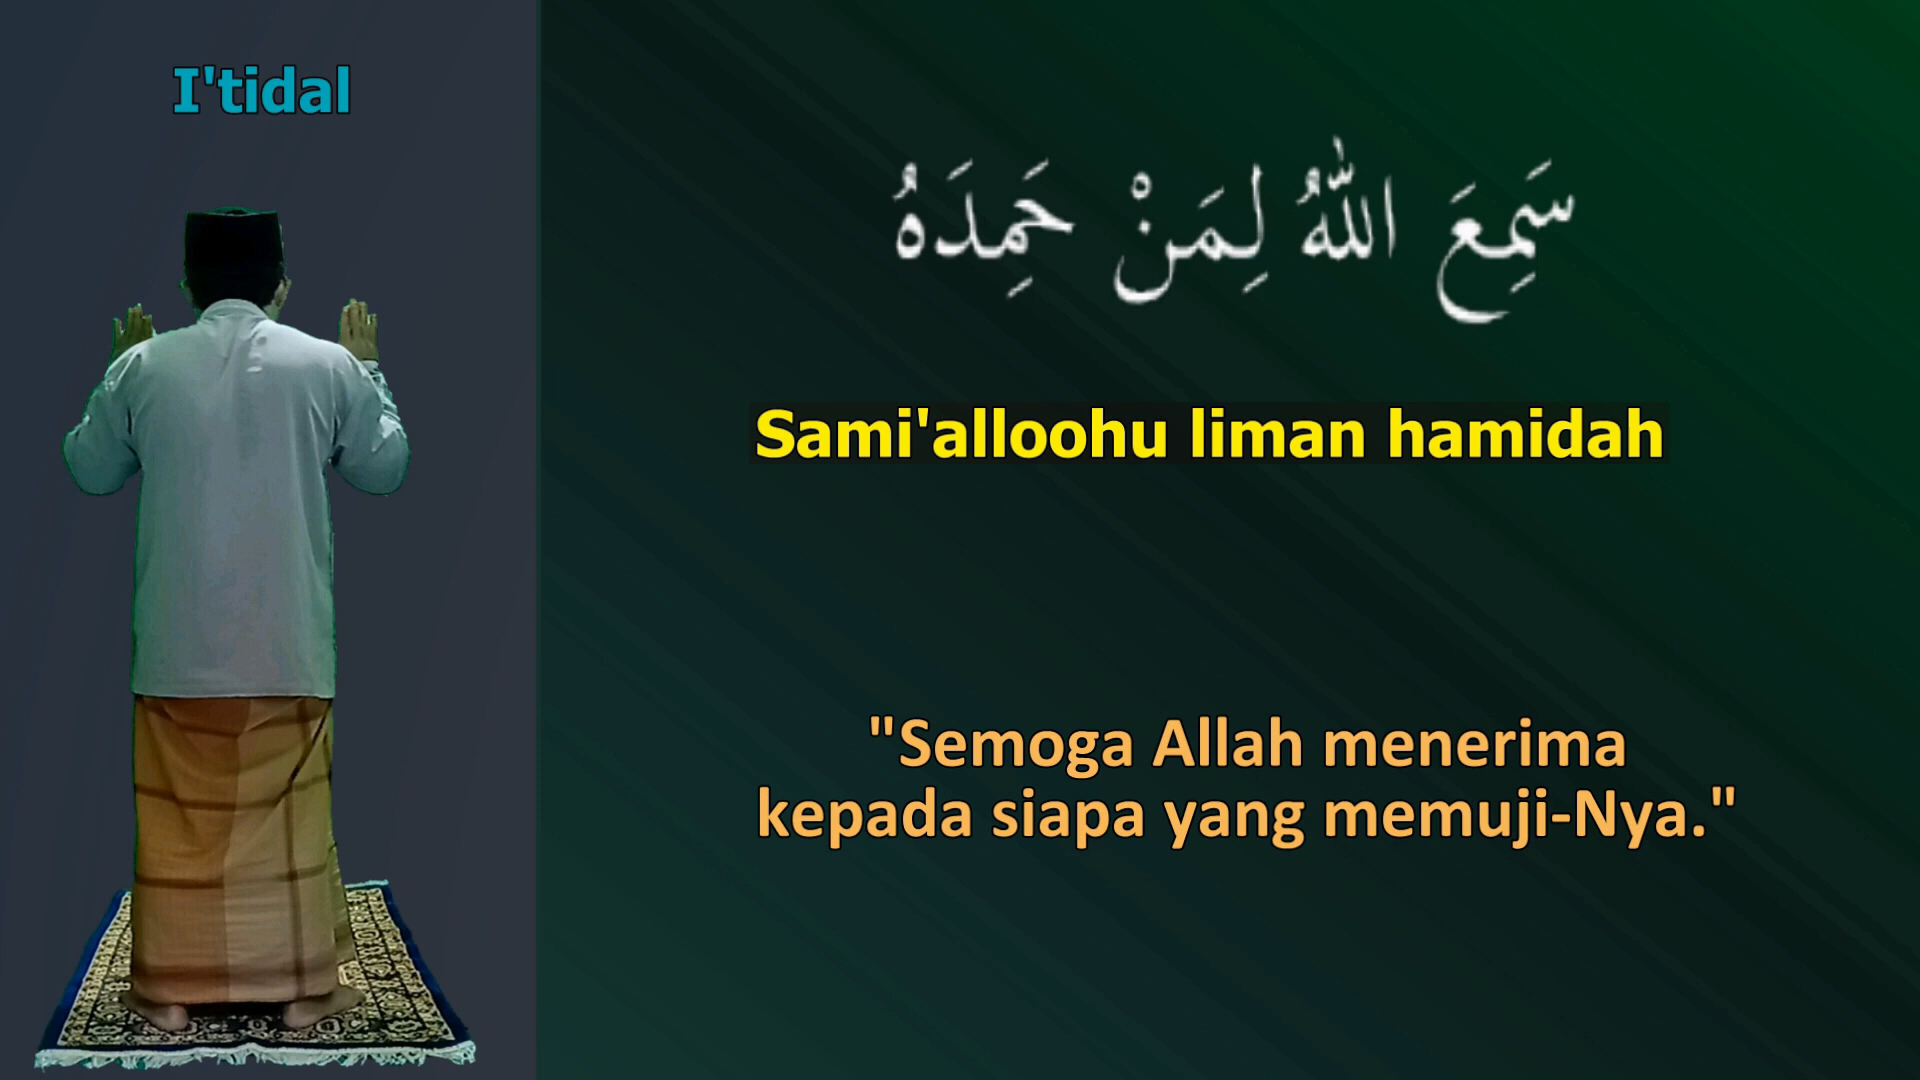 I'tidal
سَمِعَ اللّٰهُ لِمَنْ حَمِدَهُ
Sami'alloohu liman hamidah
"Semoga Allah menerima
kepada siapa yang memuji-Nya."